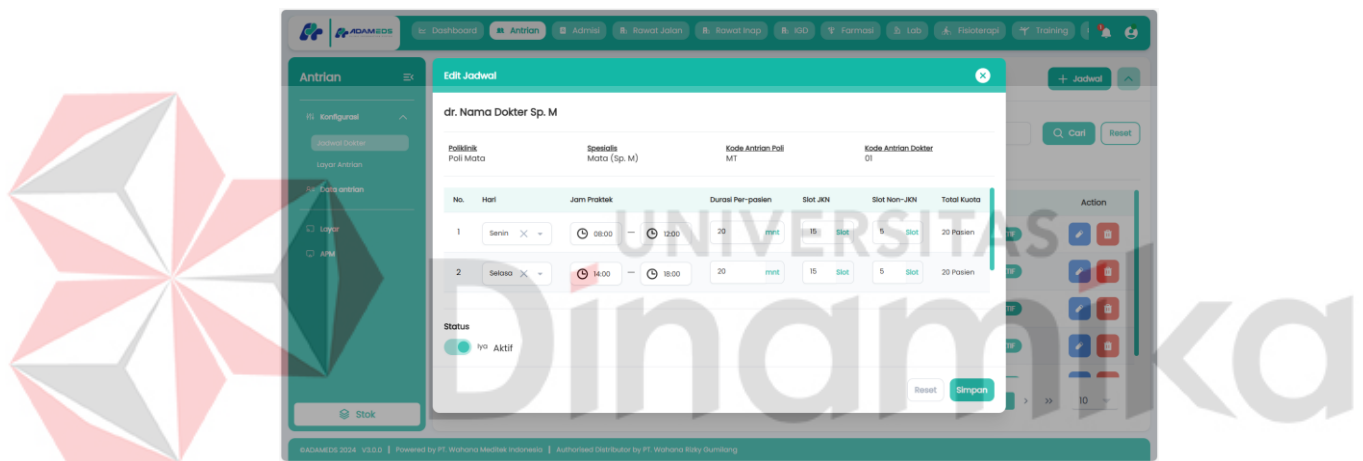 ADAMEDS Dashboard Antrian Admisi Rawat Jalan Rawat Inap IGD Farmasi Lab Fisioterapi Training
Antrian
Konfigurasi
Jadwal Dokter
Layar Antrian
Data antrian
Layar
APM
Stok
+ Jadwal
Cari Reset
Edit Jadwal
dr. Nama Dokter Sp. M
Poliklinik Spesialis Kode Antrian Poli Kode Antrian Dokter
Poli Mata Mata (Sp. M) MT 01
No. Hari Jam Praktek Durasi Per-pasien Slot JKN Slot Non-JKN Total Kuota Action
1 Senin 08:00 — 12:00 20 mnt 15 Slot 5 Slot 20 Pasien
2 Selasa 14:00 — 18:00 20 mnt 15 Slot 5 Slot 20 Pasien
Status
Iya Aktif
Reset Simpan
10
©ADAMEDS 2024 V3.0.0 | Powered by PT. Wahana Meditek Indonesia | Authorised Distributor by PT. Wahana Rizky Gumilang
UNIVERSITAS
Dinamika